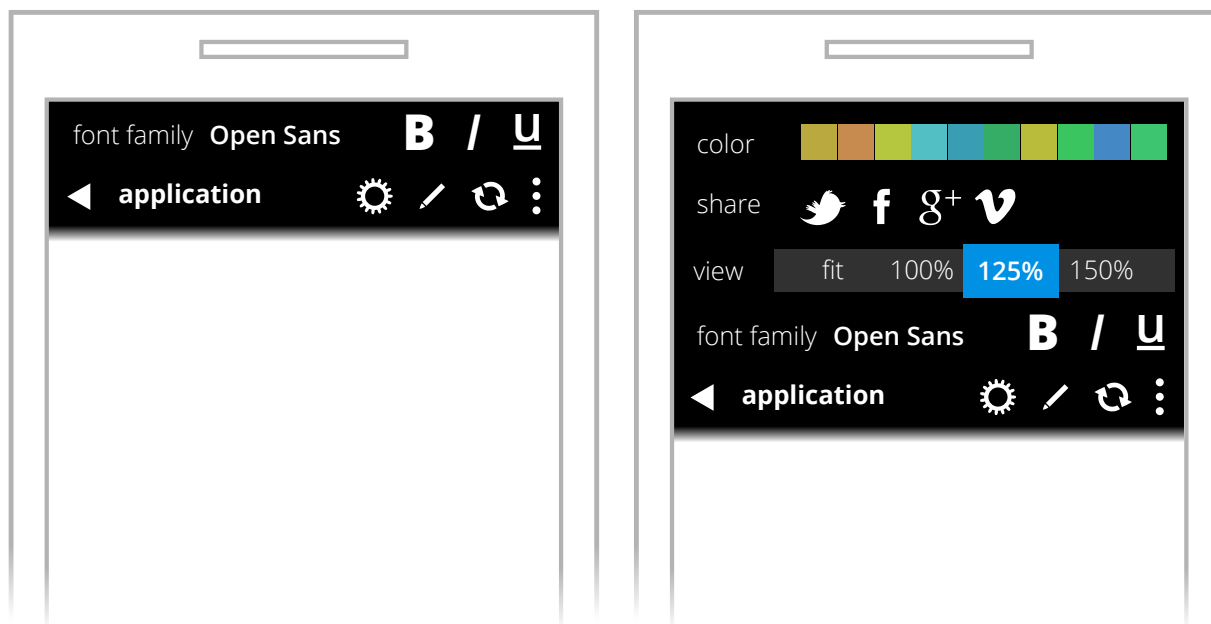 font family Open Sans B I U
application
color
share f g+ v
view fit 100% 125% 150%
font family Open Sans B I U
application